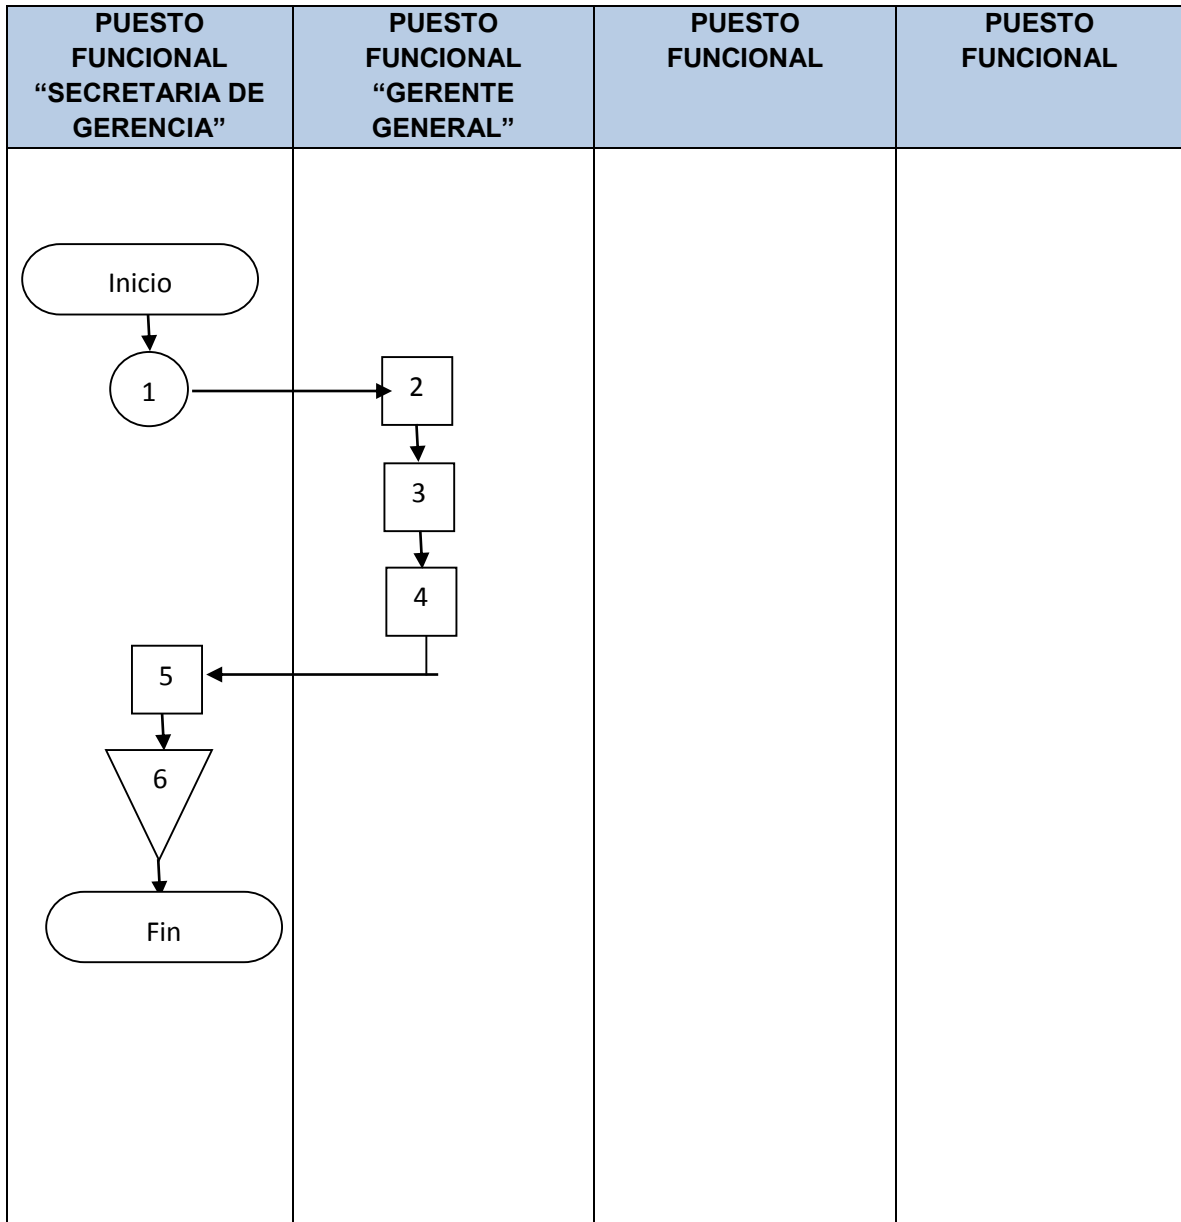 PUESTO
FUNCIONAL
“SECRETARIA DE
GERENCIA”
PUESTO
FUNCIONAL
“GERENTE
GENERAL”
PUESTO
FUNCIONAL
PUESTO
FUNCIONAL
Inicio
1
2
3
4
5
6
Fin